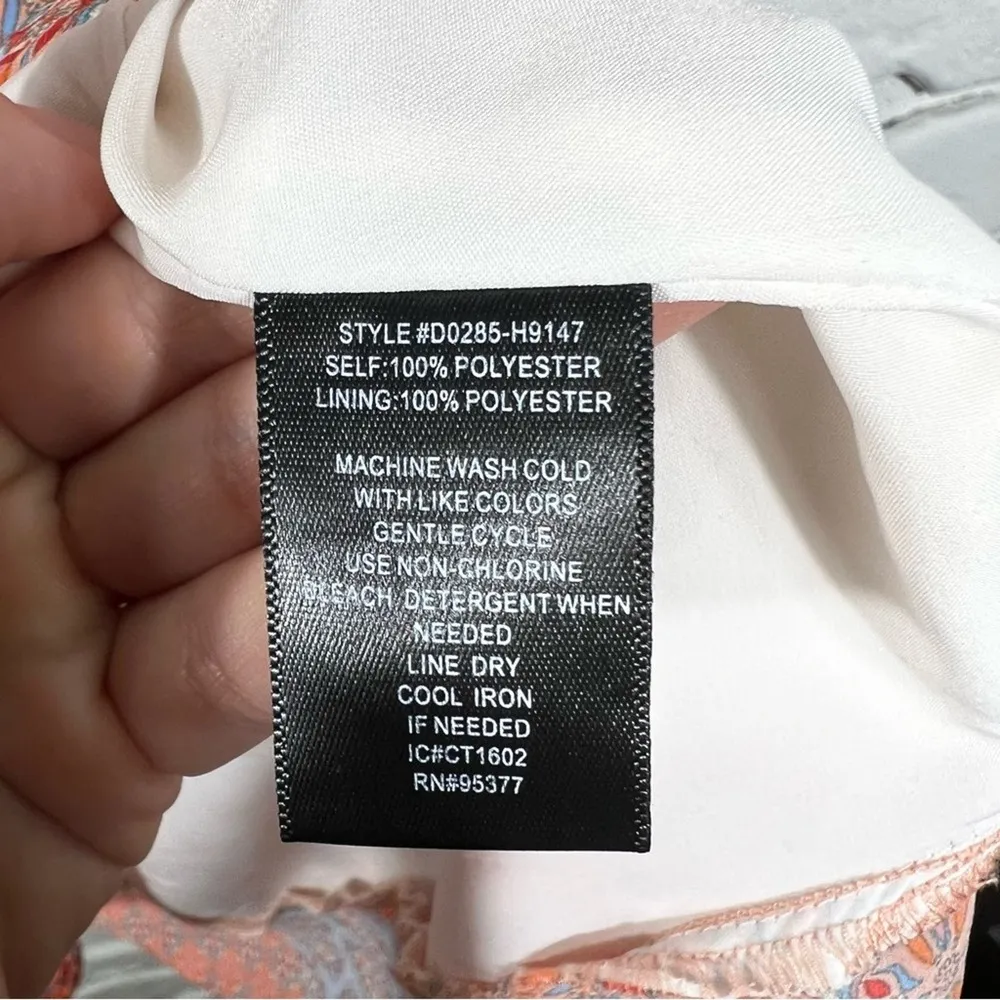 STYLE #D0285-H9147
SELF:100% POLYESTER
LINING:100% POLYESTER
MACHINE WASH COLD
WITH LIKE COLORS
GENTLE CYCLE
USE NON-CHLORINE
BLEACH DETERGENT WHEN
NEEDED
LINE DRY
COOL IRON
IF NEEDED
IC#CT1602
RN#95377